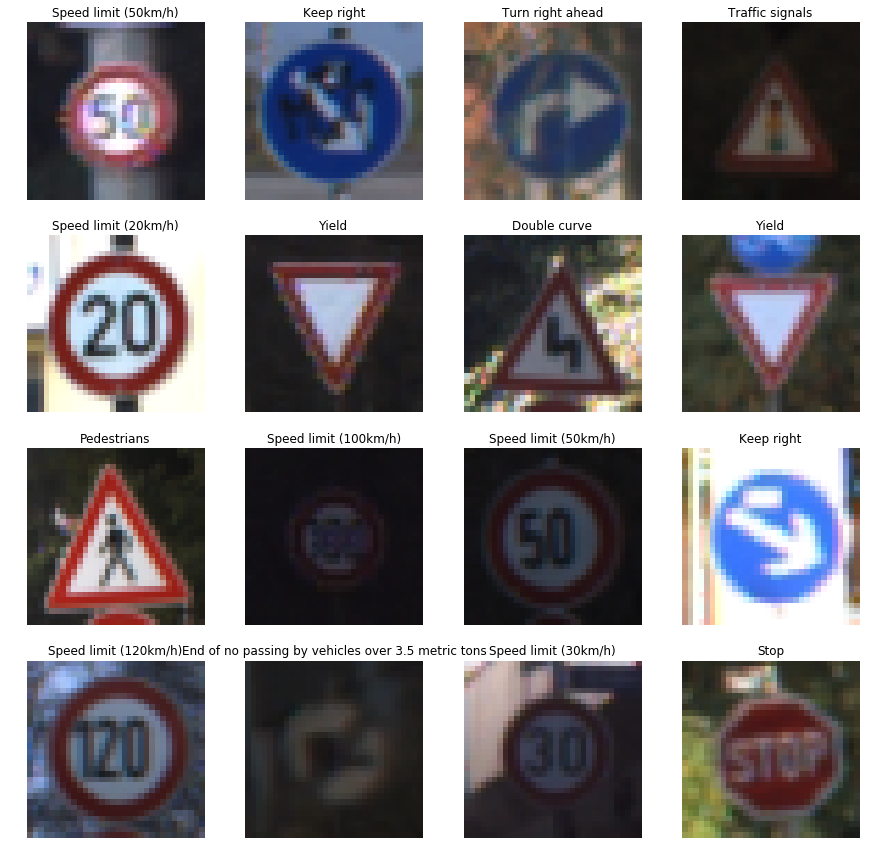 Speed limit (50km/h)
Keep right
Turn right ahead
Traffic signals
50
Speed limit (20km/h)
Yield
Double curve
Yield
20
Pedestrians
Speed limit (100km/h)
Speed limit (50km/h)
Keep right
50
Speed limit (120km/h)
End of no passing by vehicles over 3.5 metric tons
Speed limit (30km/h)
Stop
120
30
STOP